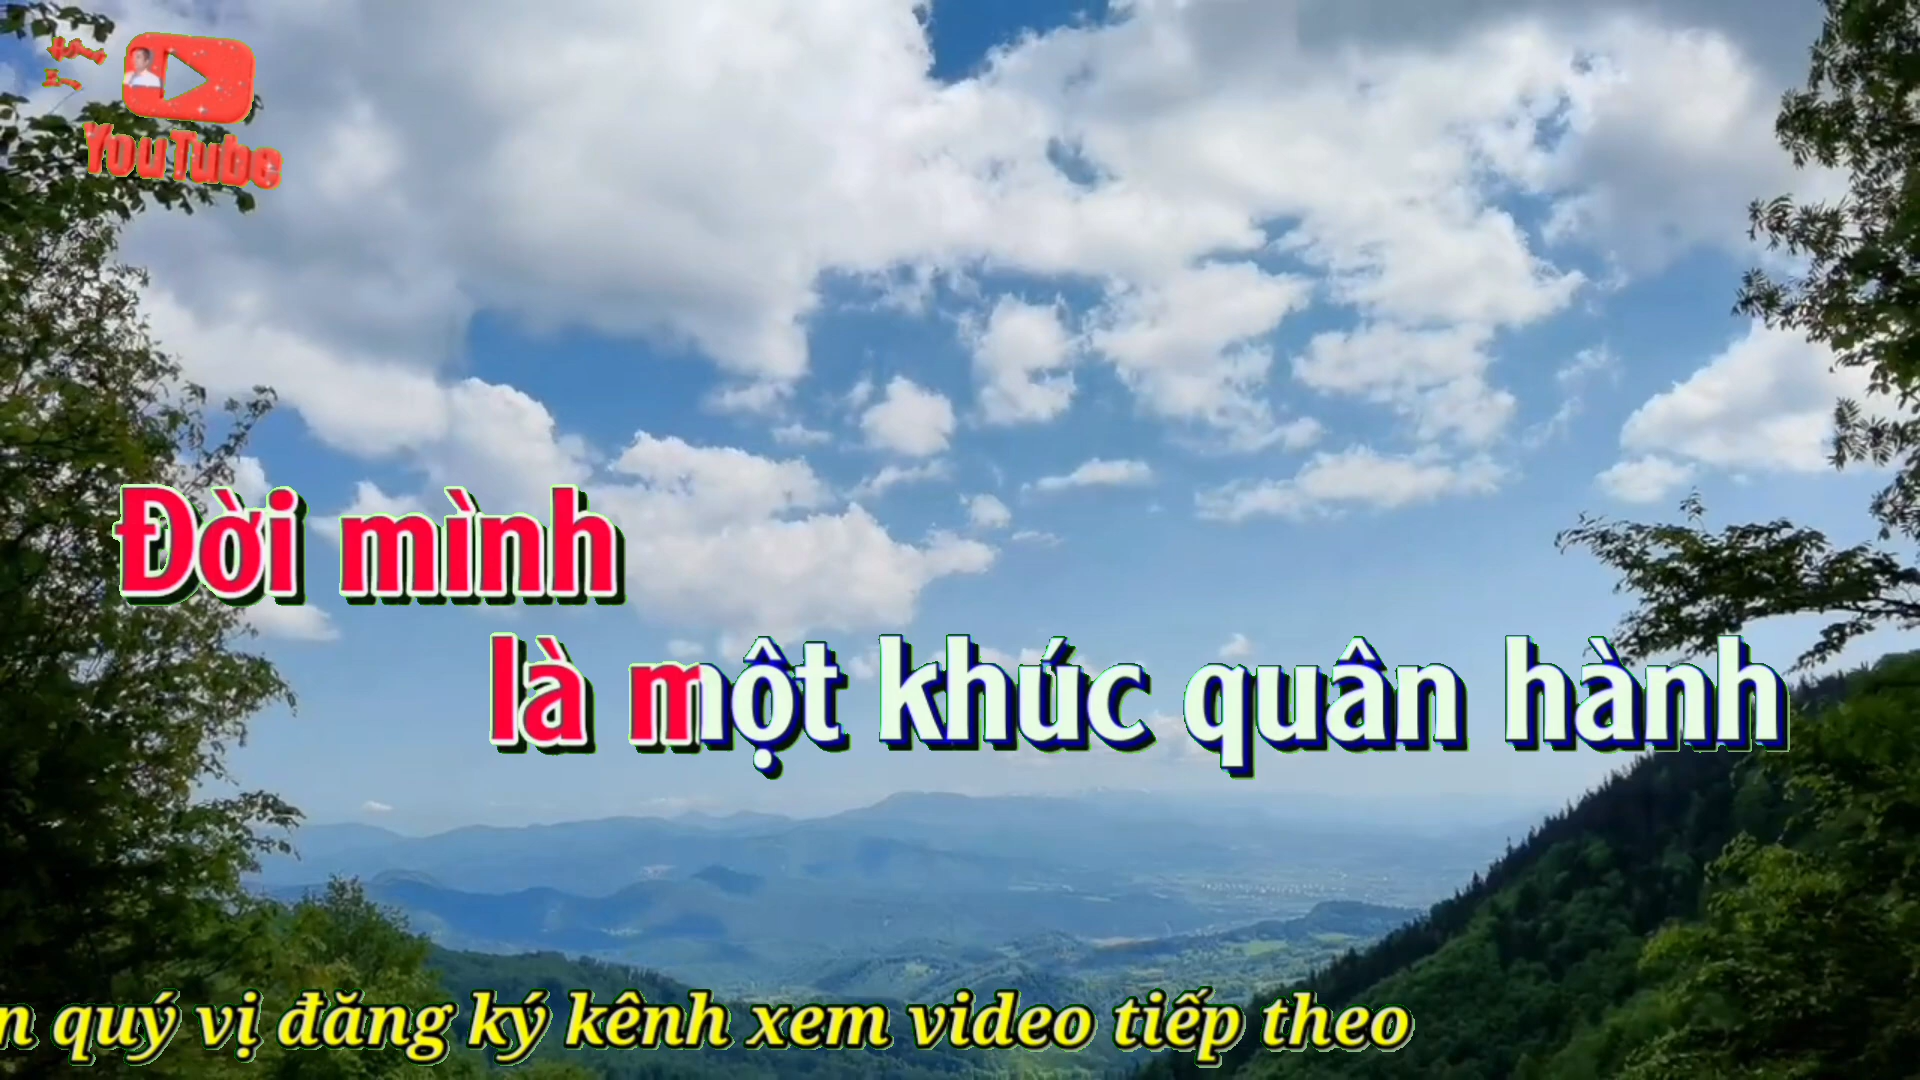 YouTube
Đời mình
là một khúc quân hành
n quý vị đăng ký kênh xem video tiếp theo